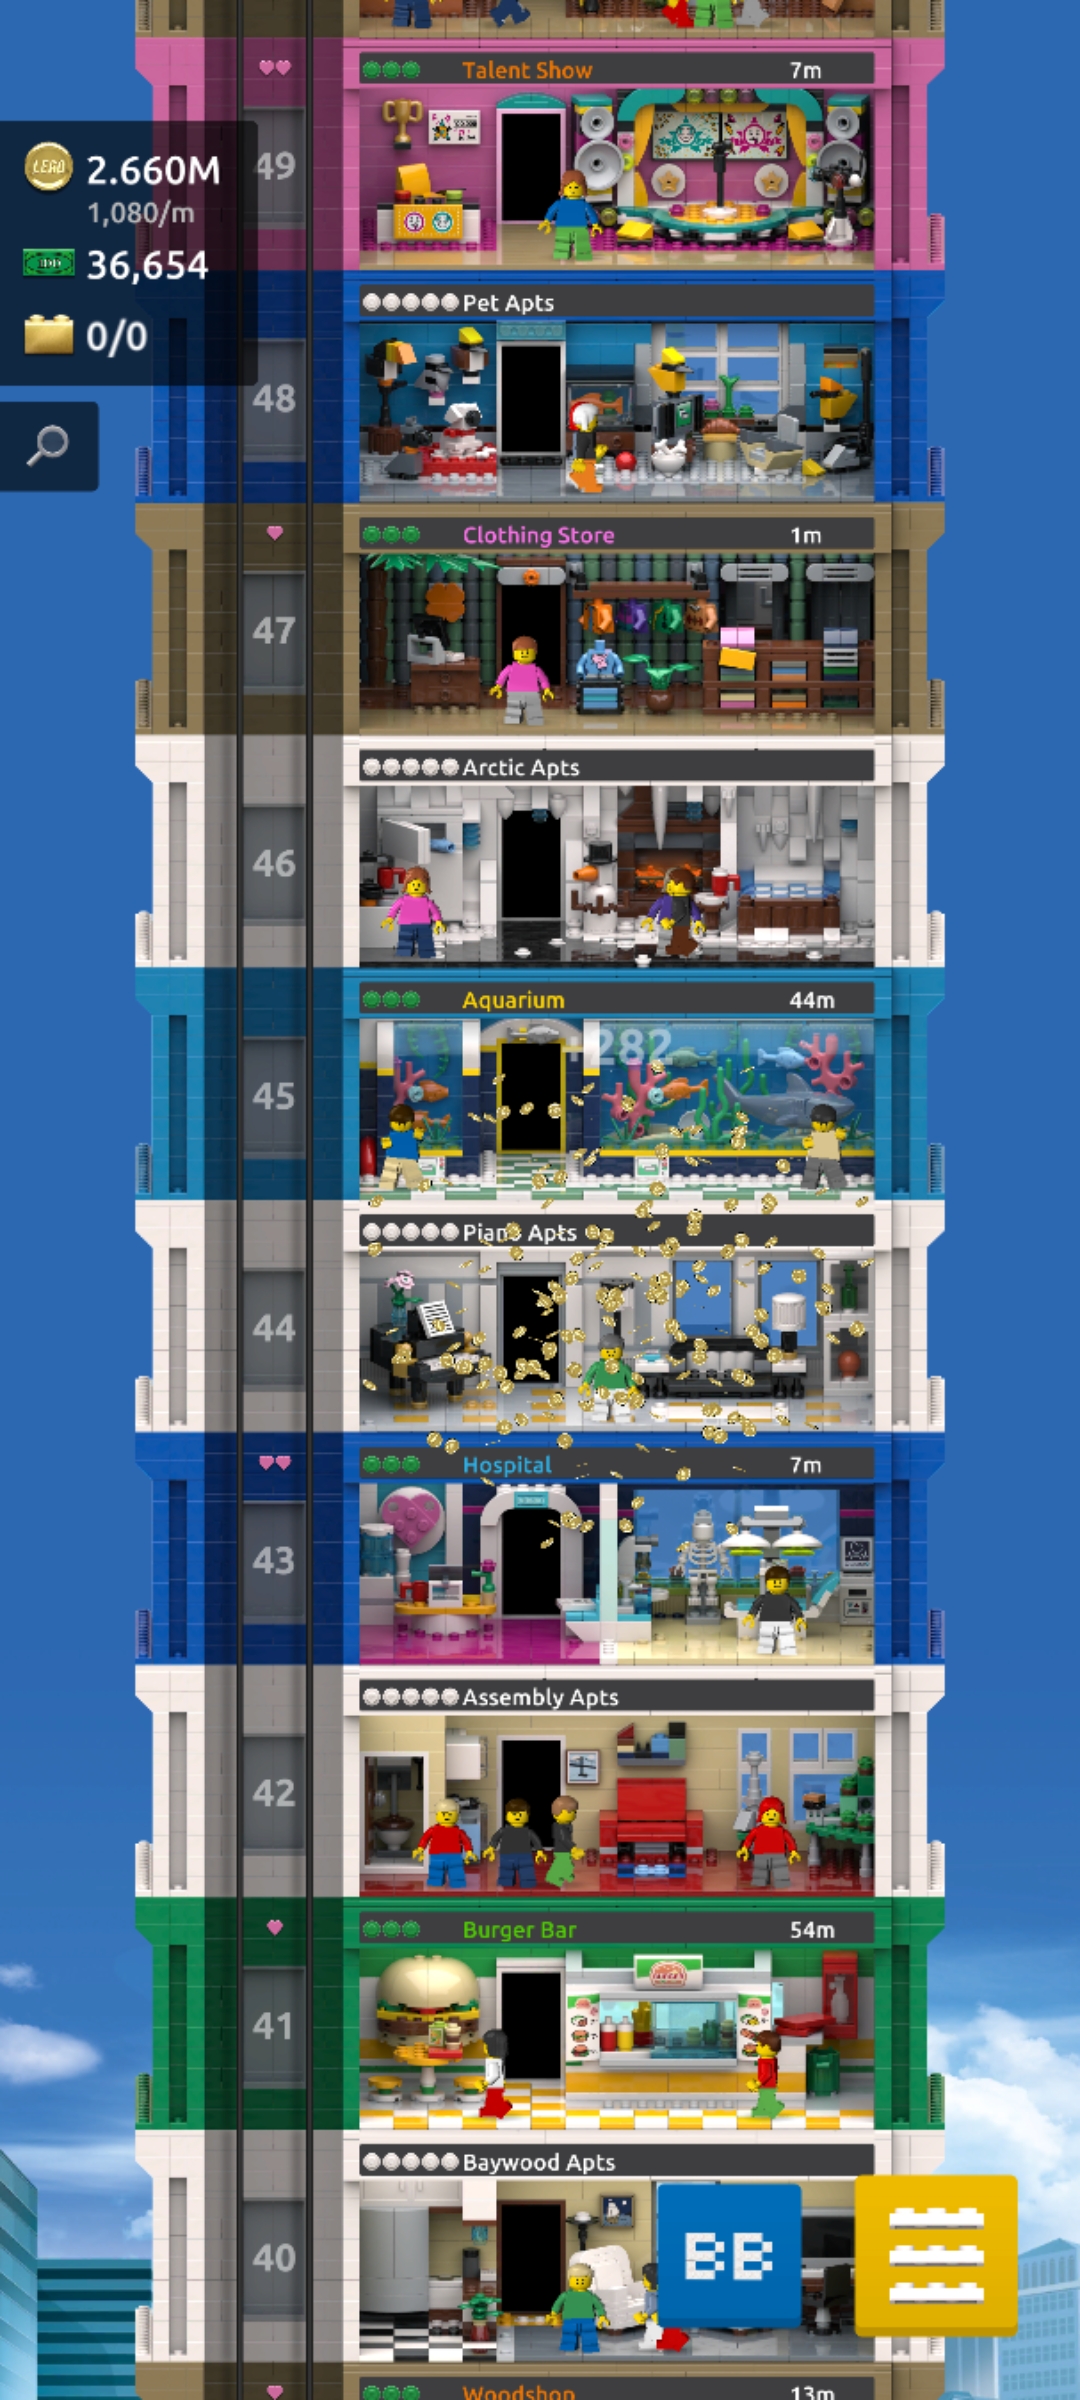 Talent Show 7m
49
LEGO 2.660M
1,080/m
36,654
0/0
Pet Apts
48
Clothing Store 1m
47
Arctic Apts
46
Aquarium 44m
282
45
Piano Apts
44
Hospital 7m
43
Assembly Apts
42
Burger Bar 54m
41
Baywood Apts
40
BB
Woodshop 13m